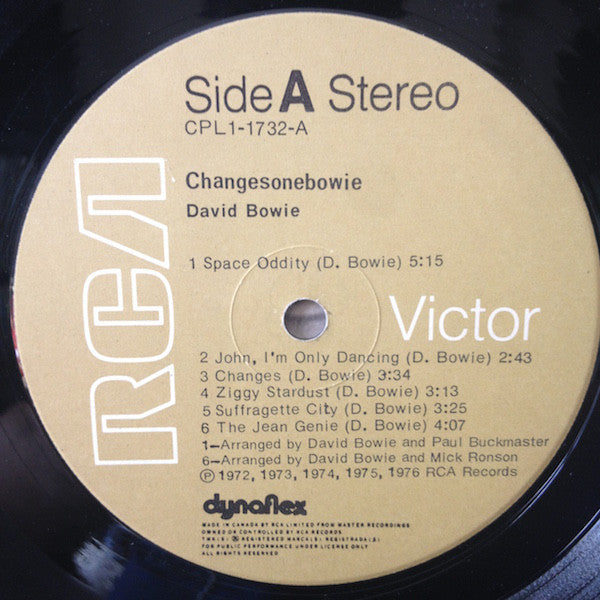 Side A Stereo
CPL1-1732-A
Changesonebowie
David Bowie
1 Space Oddity (D. Bowie) 5:15
RCA
Victor
2 John, I'm Only Dancing (D. Bowie) 2:43
3 Changes (D. Bowie) 3:34
4 Ziggy Stardust (D. Bowie) 3:13
5 Suffragette City (D. Bowie) 3:25
6 The Jean Genie (D. Bowie) 4:07
1—Arranged by David Bowie and Paul Buckmaster
6—Arranged by David Bowie and Mick Ronson
Ⓟ 1972, 1973, 1974, 1975, 1976 RCA Records
dynaflex
MADE IN CANADA BY RCA LIMITED FROM MASTER RECORDINGS
OWNED OR CONTROLLED BY RCA RECORDS
TMK(S) ® REGISTERED MARCA(S) REGISTRADA(S)
FOR PUBLIC PERFORMANCE UNDER LICENSE ONLY
ALL RIGHTS RESERVED